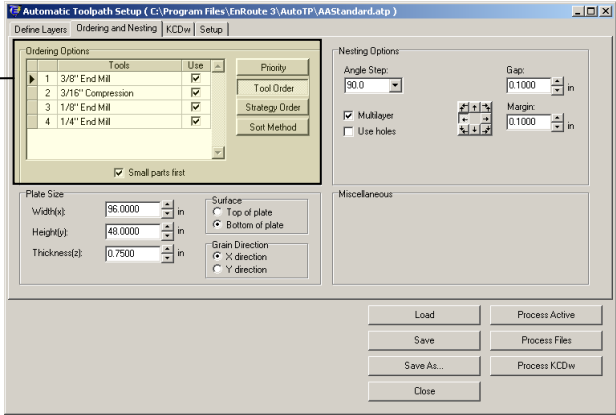 Automatic Toolpath Setup ( C:\Program Files\EnRoute 3\AutoTP\AAStandard.atp )
Define Layers Ordering and Nesting KCDw Setup
Ordering Options
Tools Use
1 3/8" End Mill
2 3/16" Compression
3 1/8" End Mill
4 1/4" End Mill
Priority
Tool Order
Strategy Order
Sort Method
Small parts first
Nesting Options
Angle Step:
90.0
Multilayer
Use holes
Gap:
0.1000 in
Margin:
0.1000 in
Plate Size
Width(x): 96.0000 in
Height(y): 48.0000 in
Thickness(z): 0.7500 in
Surface
Top of plate
Bottom of plate
Grain Direction
X direction
Y direction
Miscellaneous
Load Process Active
Save Process Files
Save As... Process KCDw
Close